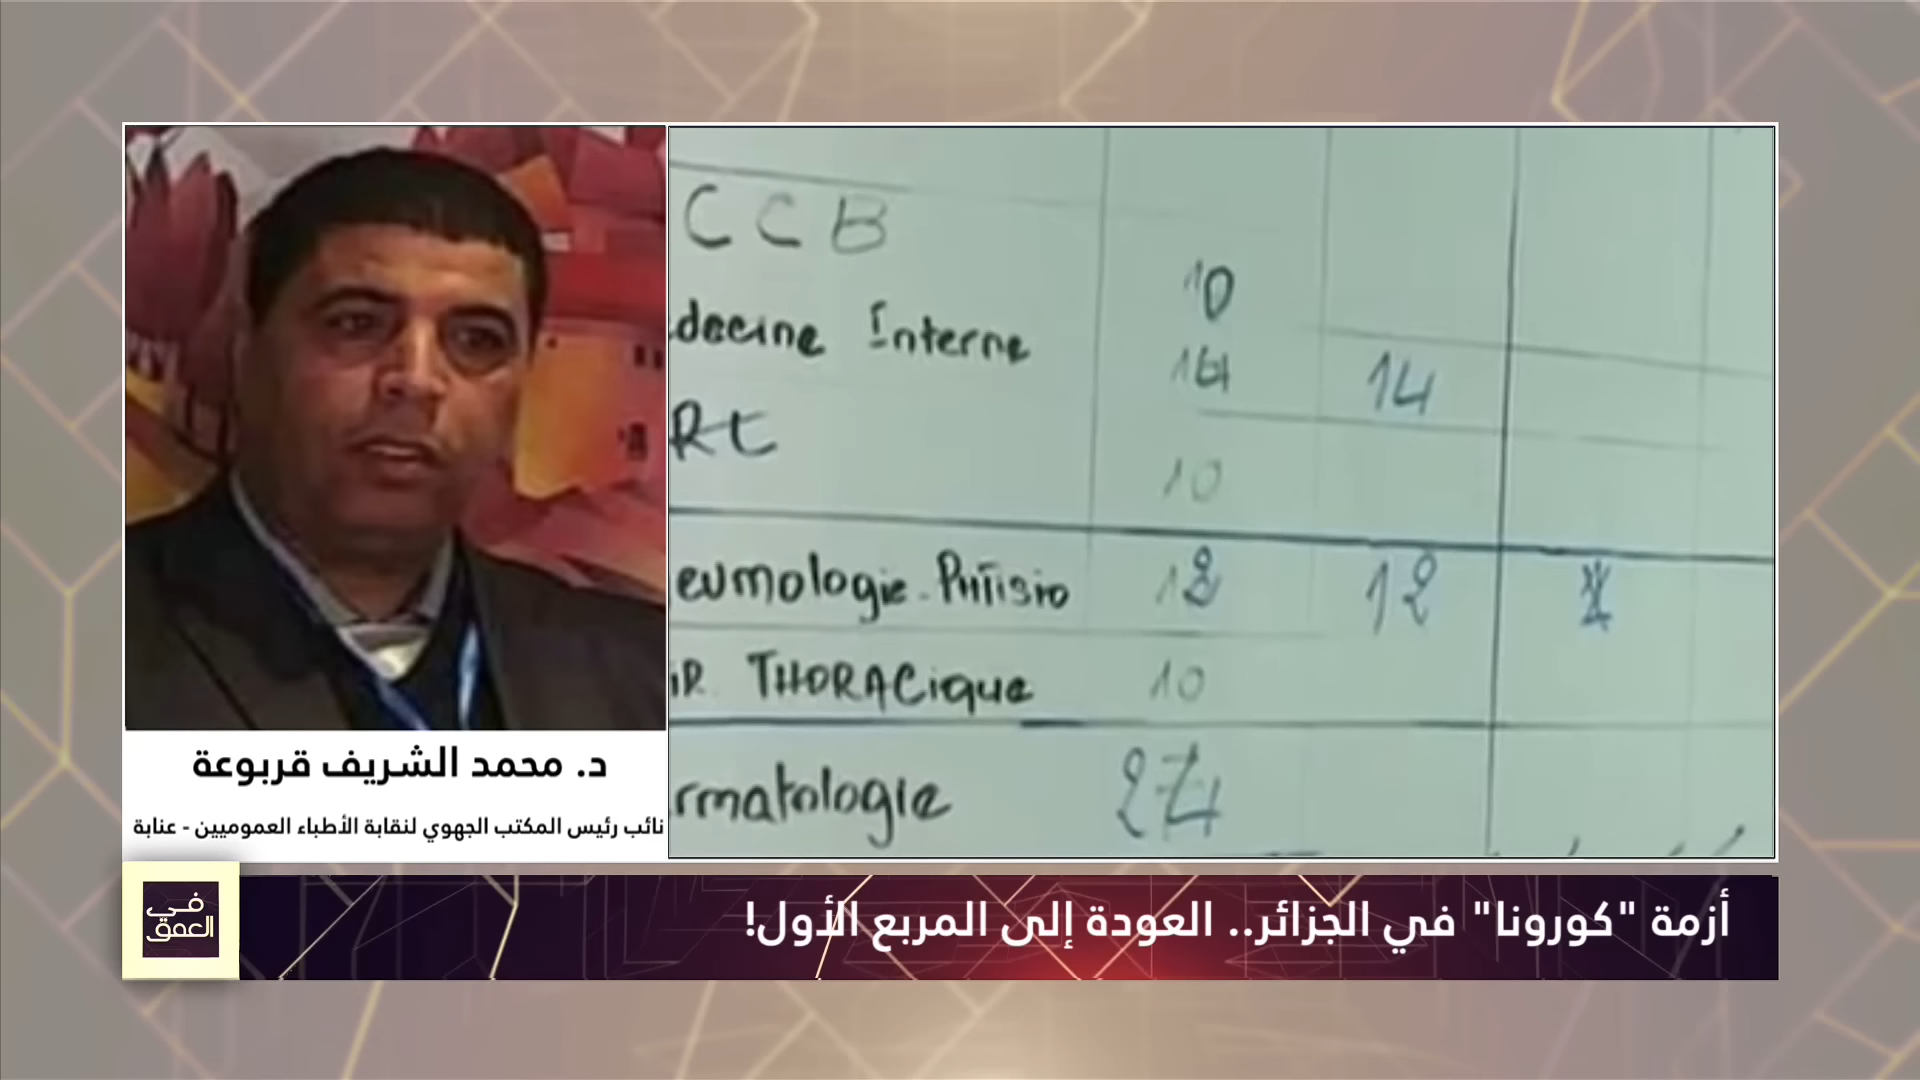 CCB
10
decine Interne
14 14
RL
10
eumologie-Phtisio 12 12
iR. THORACique 10
rmatologie 24
د. محمد الشريف قربوعة
نائب رئيس المكتب الجهوي لنقابة الأطباء العموميين - عنابة
في
العمق
أزمة "كورونا" في الجزائر.. العودة إلى المربع الأول!